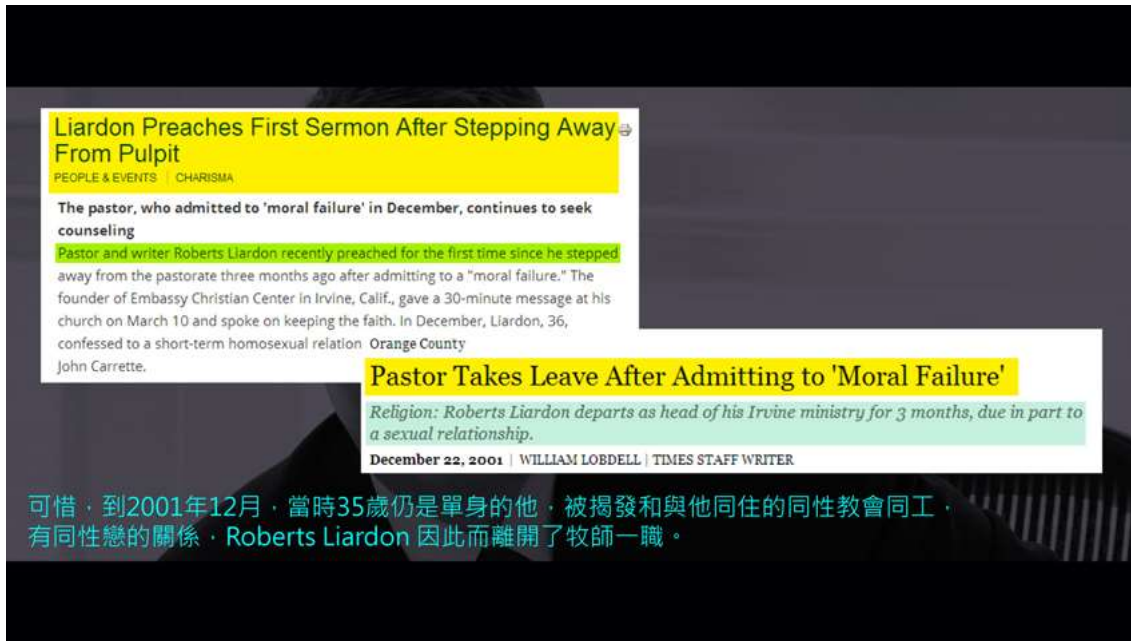 Liardon Preaches First Sermon After Stepping Away
From Pulpit
PEOPLE & EVENTS | CHARISMA
The pastor, who admitted to 'moral failure' in December, continues to seek
counseling
Pastor and writer Roberts Liardon recently preached for the first time since he stepped
away from the pastorate three months ago after admitting to a "moral failure." The
founder of Embassy Christian Center in Irvine, Calif., gave a 30-minute message at his
church on March 10 and spoke on keeping the faith. In December, Liardon, 36,
confessed to a short-term homosexual relation
John Carrette.
Orange County
Pastor Takes Leave After Admitting to 'Moral Failure'
Religion: Roberts Liardon departs as head of his Irvine ministry for 3 months, due in part to
a sexual relationship.
December 22, 2001 | WILLIAM LOBDELL | TIMES STAFF WRITER
可惜，到2001年12月，當時35歲仍是單身的他，被揭發和與他同住的同性教會同工，
有同性戀的關係，Roberts Liardon 因此而離開了牧師一職。